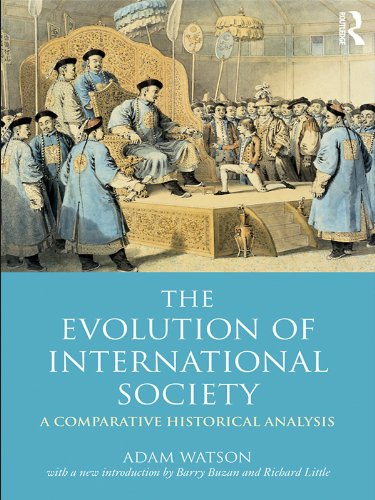 ROUTLEDGE
THE
EVOLUTION OF
INTERNATIONAL
SOCIETY
A COMPARATIVE HISTORICAL ANALYSIS
ADAM WATSON
with a new introduction by Barry Buzan and Richard Little